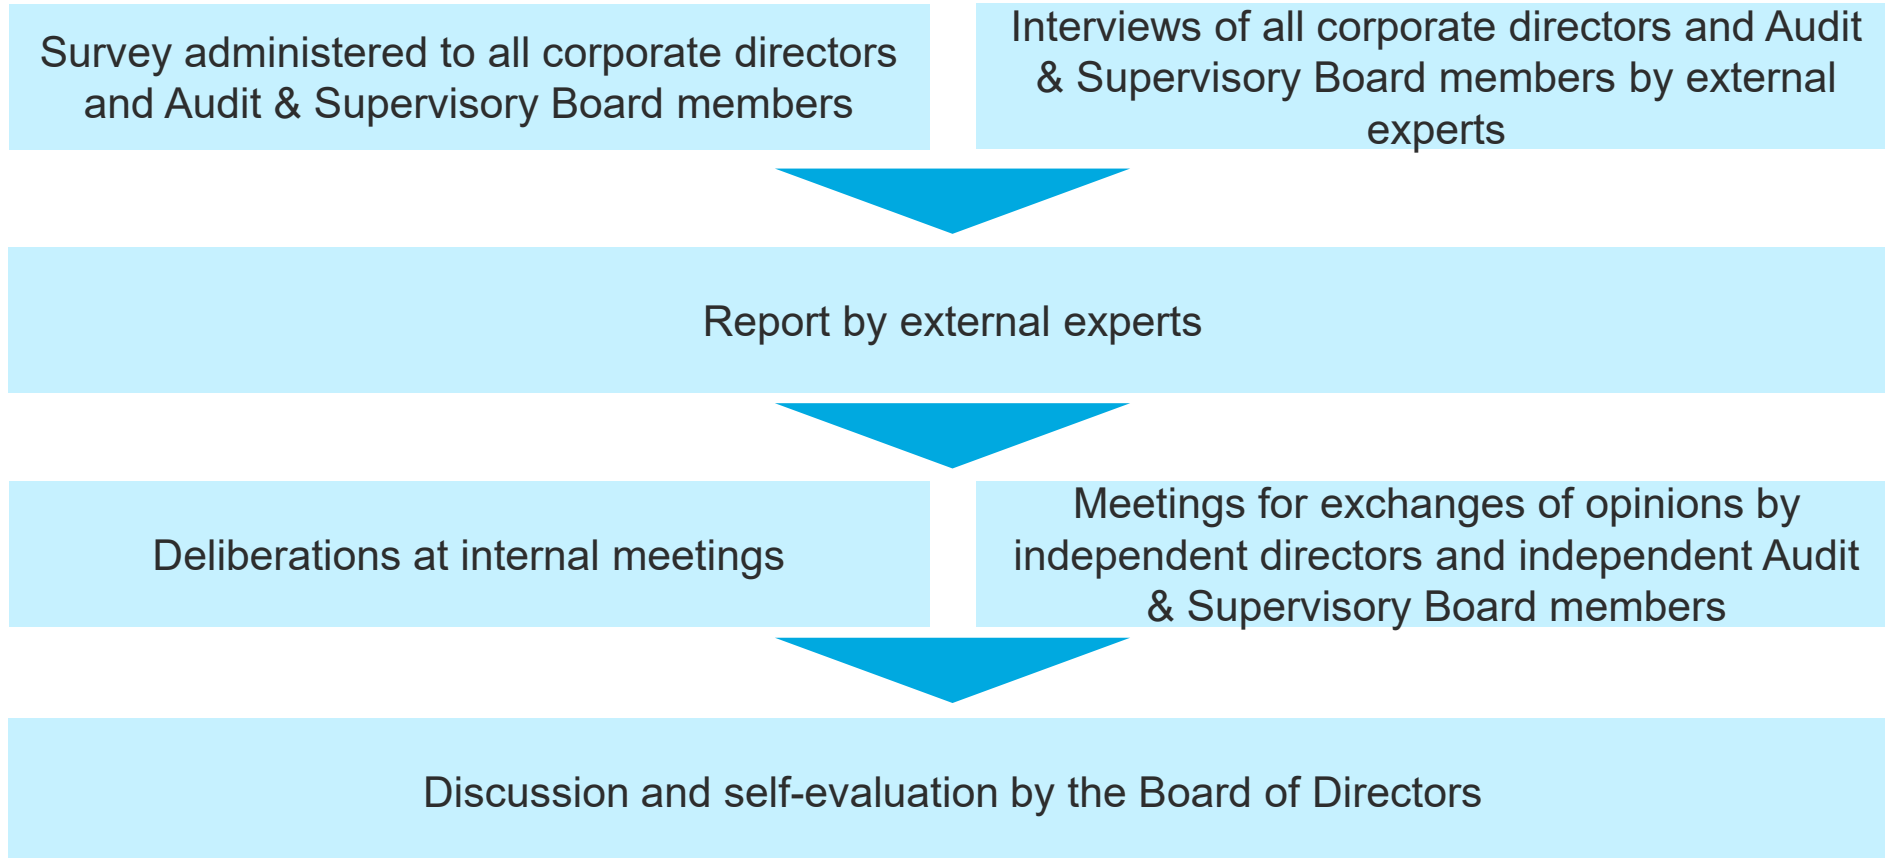 Survey administered to all corporate directors
and Audit & Supervisory Board members
Interviews of all corporate directors and Audit
& Supervisory Board members by external
experts
Report by external experts
Deliberations at internal meetings
Meetings for exchanges of opinions by
independent directors and independent Audit
& Supervisory Board members
Discussion and self-evaluation by the Board of Directors